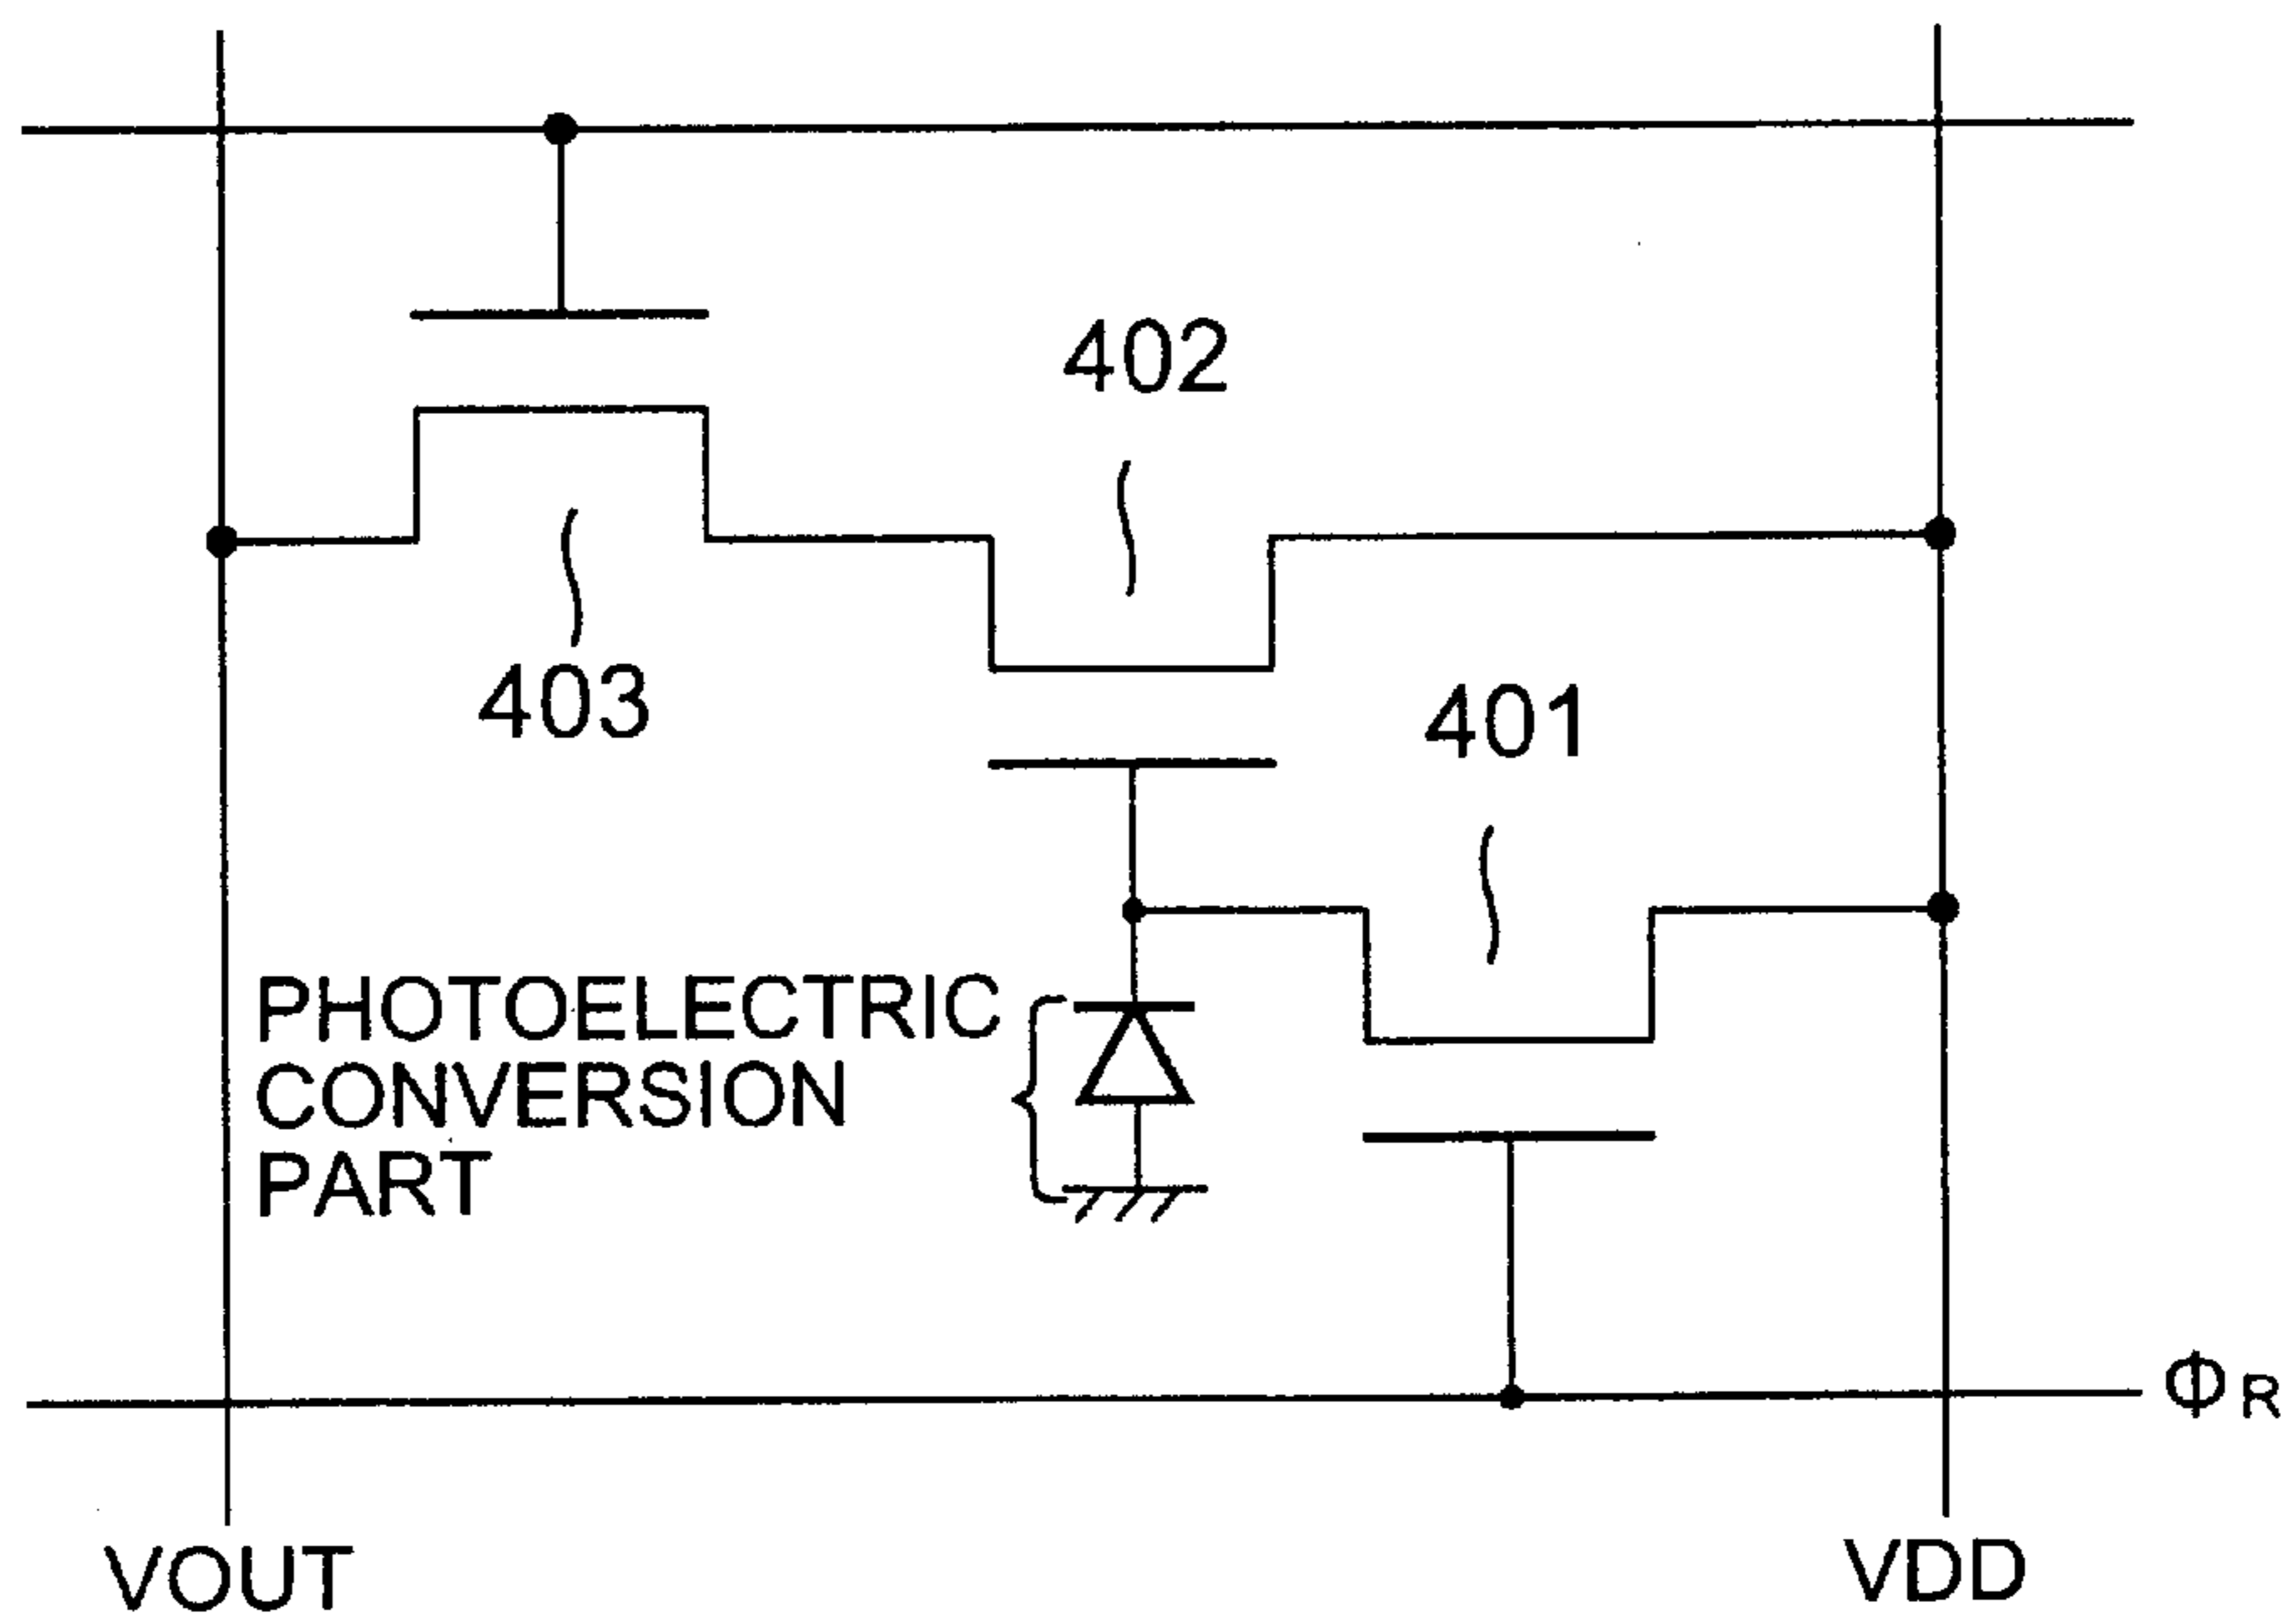 402
403
401
PHOTOELECTRIC
CONVERSION
PART
ΦR
VOUT
VDD